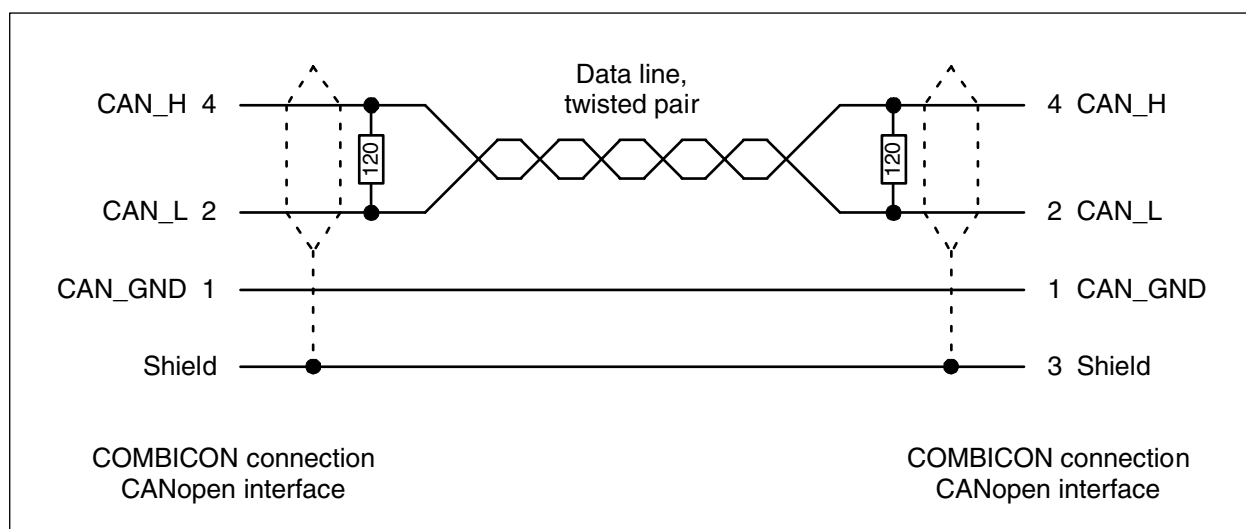 Data line,
twisted pair
CAN_H 4
4 CAN_H
120
120
CAN_L 2
2 CAN_L
CAN_GND 1
1 CAN_GND
Shield
3 Shield
COMBICON connection
CANopen interface
COMBICON connection
CANopen interface